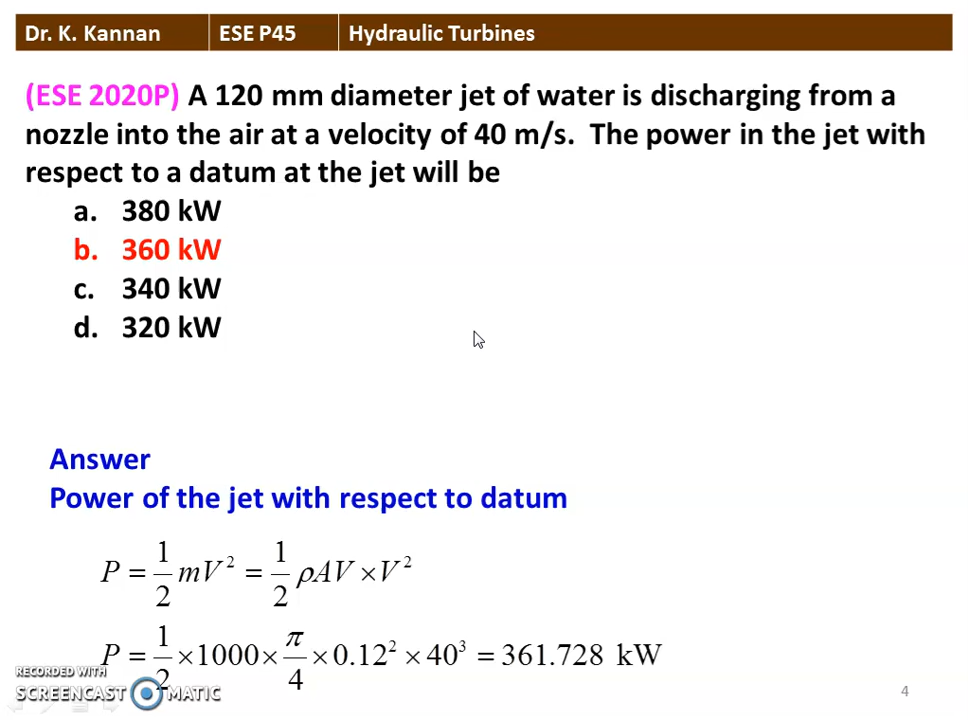 Dr. K. Kannan ESE P45 Hydraulic Turbines
(ESE 2020P) A 120 mm diameter jet of water is discharging from a
nozzle into the air at a velocity of 40 m/s. The power in the jet with
respect to a datum at the jet will be
a. 380 kW
b. 360 kW
c. 340 kW
d. 320 kW
Answer
Power of the jet with respect to datum
P = 1/2 mV² = 1/2 ρAV × V²
P = 1/2 × 1000 × π/4 × 0.12² × 40³ = 361.728 kW
RECORDED WITH
SCREENCAST MATIC
4